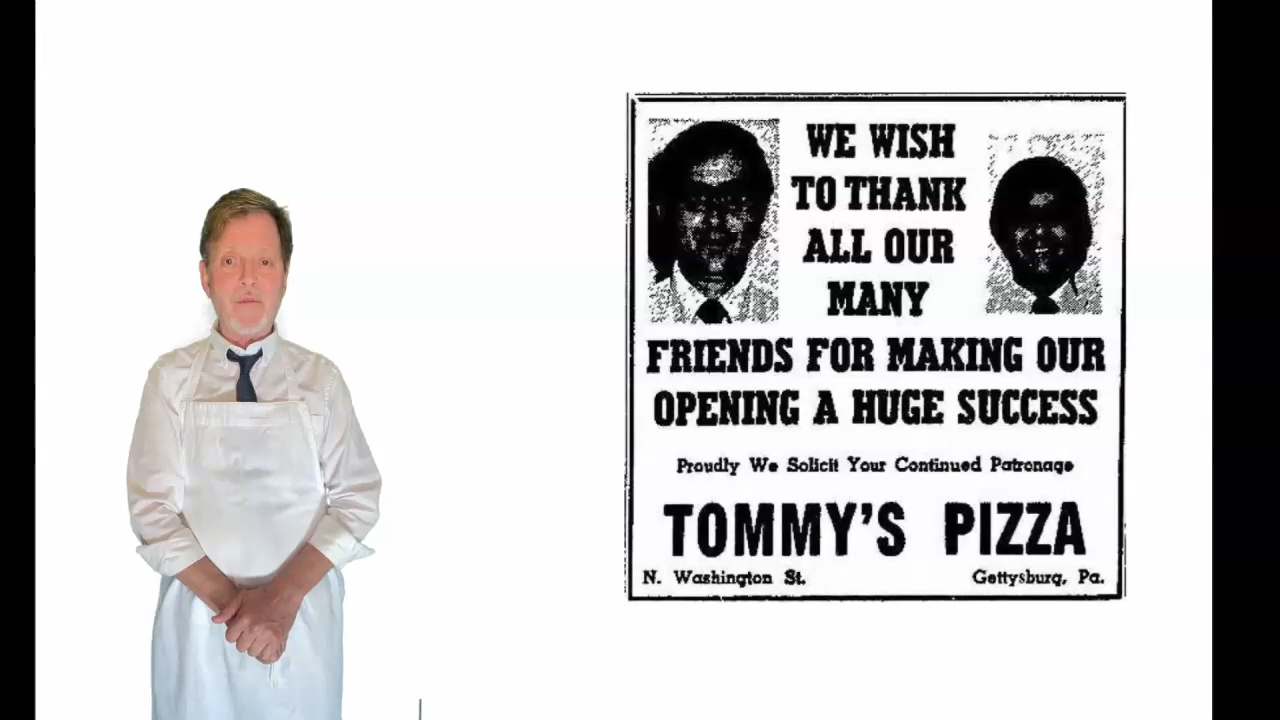 WE WISH
TO THANK
ALL OUR
MANY
FRIENDS FOR MAKING OUR
OPENING A HUGE SUCCESS
Proudly We Solicit Your Continued Patronage
TOMMY'S PIZZA
N. Washington St. Gettysburg, Pa.